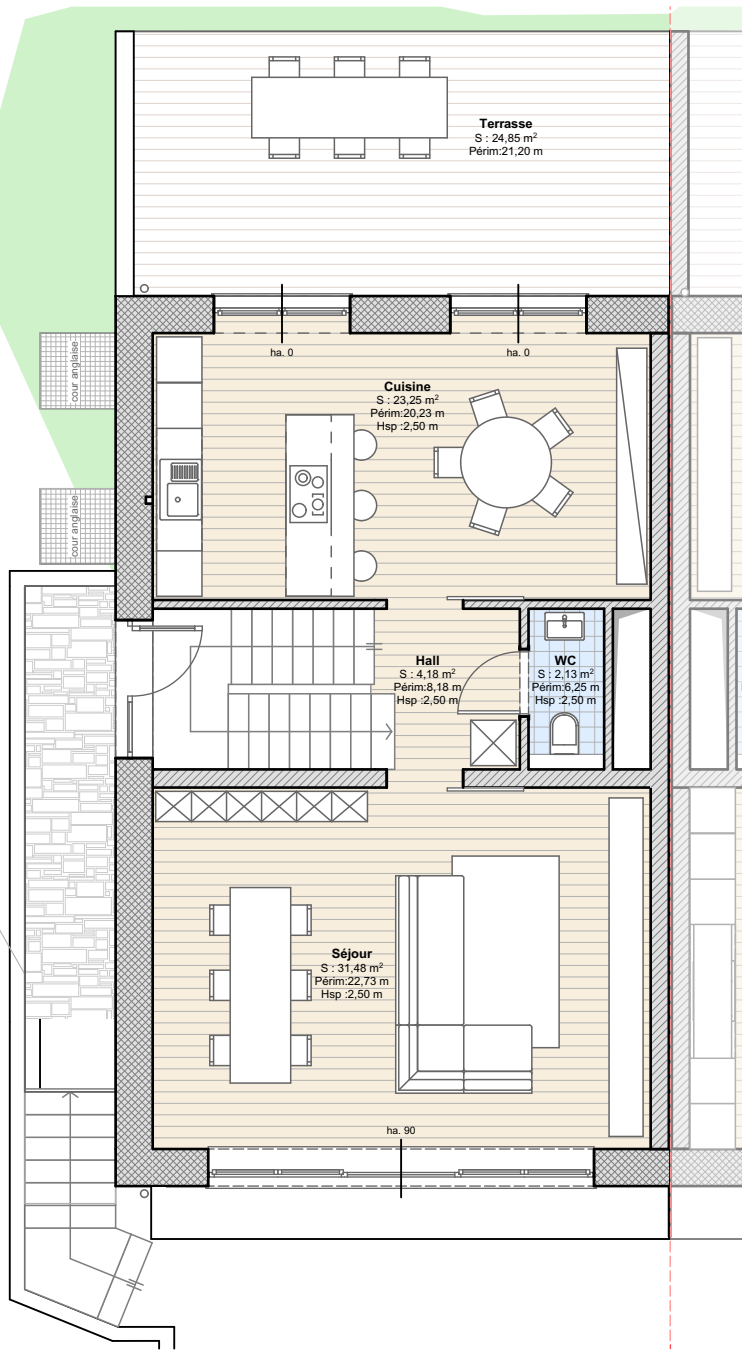 Terrasse
S : 24,85 m²
Périm:21,20 m
ha. 0
ha. 0
cour anglaise
Cuisine
S : 23,25 m²
Périm:20,23 m
Hsp :2,50 m
cour anglaise
Hall
S : 4,18 m²
Périm:8,18 m
Hsp :2,50 m
WC
S : 2,13 m²
Périm:6,25 m
Hsp :2,50 m
Séjour
S : 31,48 m²
Périm:22,73 m
Hsp :2,50 m
ha. 90